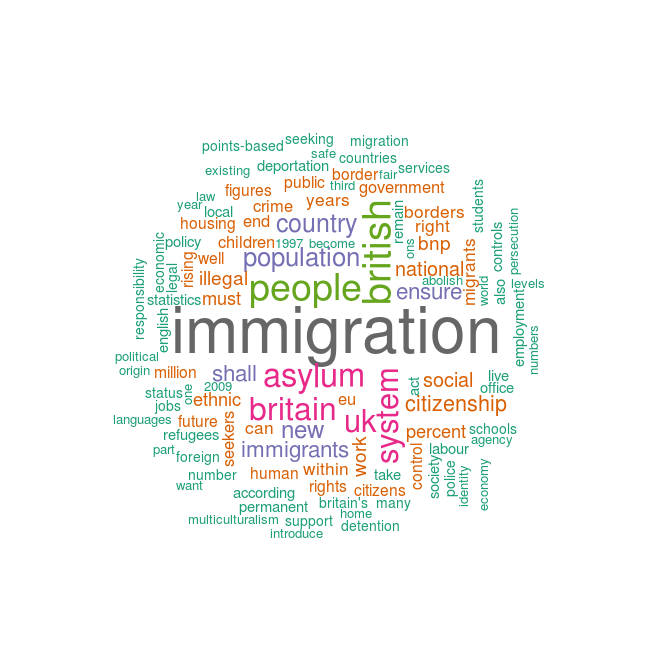 points-based seeking migration
safe countries
existing deportation border fair services
law figures public third government
year local crime years students
housing end country british remain borders right persecution
policy children 1997 become ons bnp controls
economic rising well population national migrants
responsibility legal illegal people ensure abolish world also levels
statistics must employment
english immigration numbers
political
origin million shall asylum system act social live office
status one 2009 britain eu citizenship
jobs ethnic
languages future seekers can new uk percent schools
refugees immigrants work labour agency
part foreign within control society police identity economy
number human take
want according rights citizens
permanent britain's many
multiculturalism support home detention
introduce